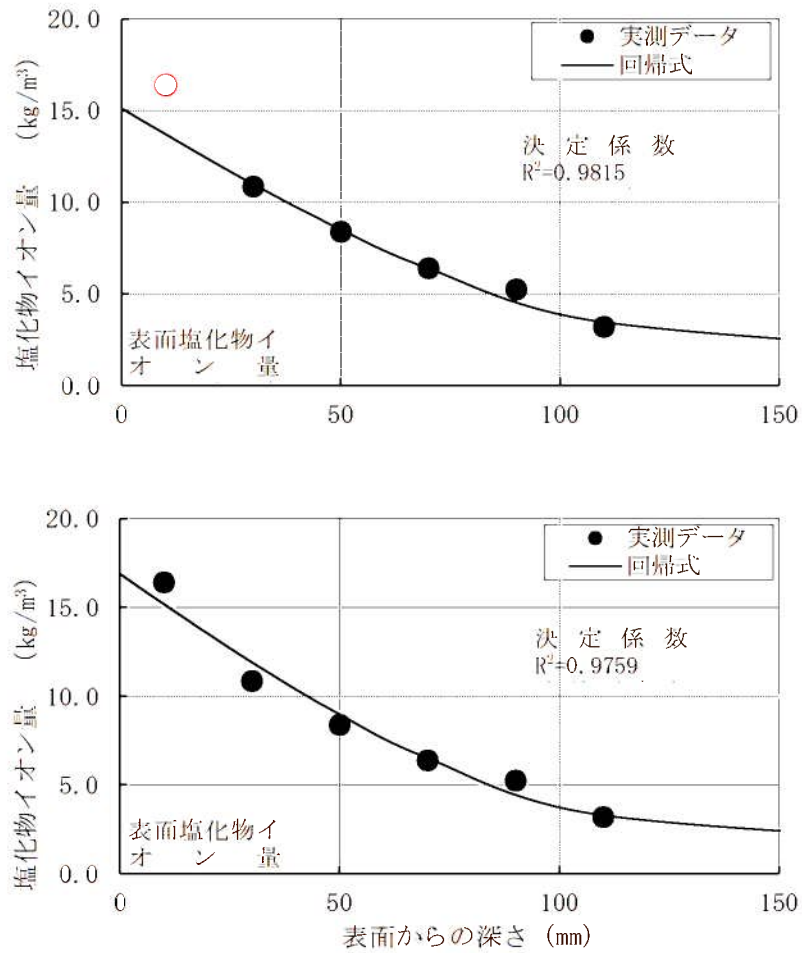 20.0
15.0
10.0
5.0
0.0
塩化物イオン量 (kg/m³)
実測データ
回帰式
決定係数
R²=0.9815
表面塩化物イ
オン量
0 50 100 150
20.0
15.0
10.0
5.0
0.0
塩化物イオン量 (kg/m³)
実測データ
回帰式
決定係数
R²=0.9759
表面塩化物イ
オン量
0 50 100 150
表面からの深さ (mm)